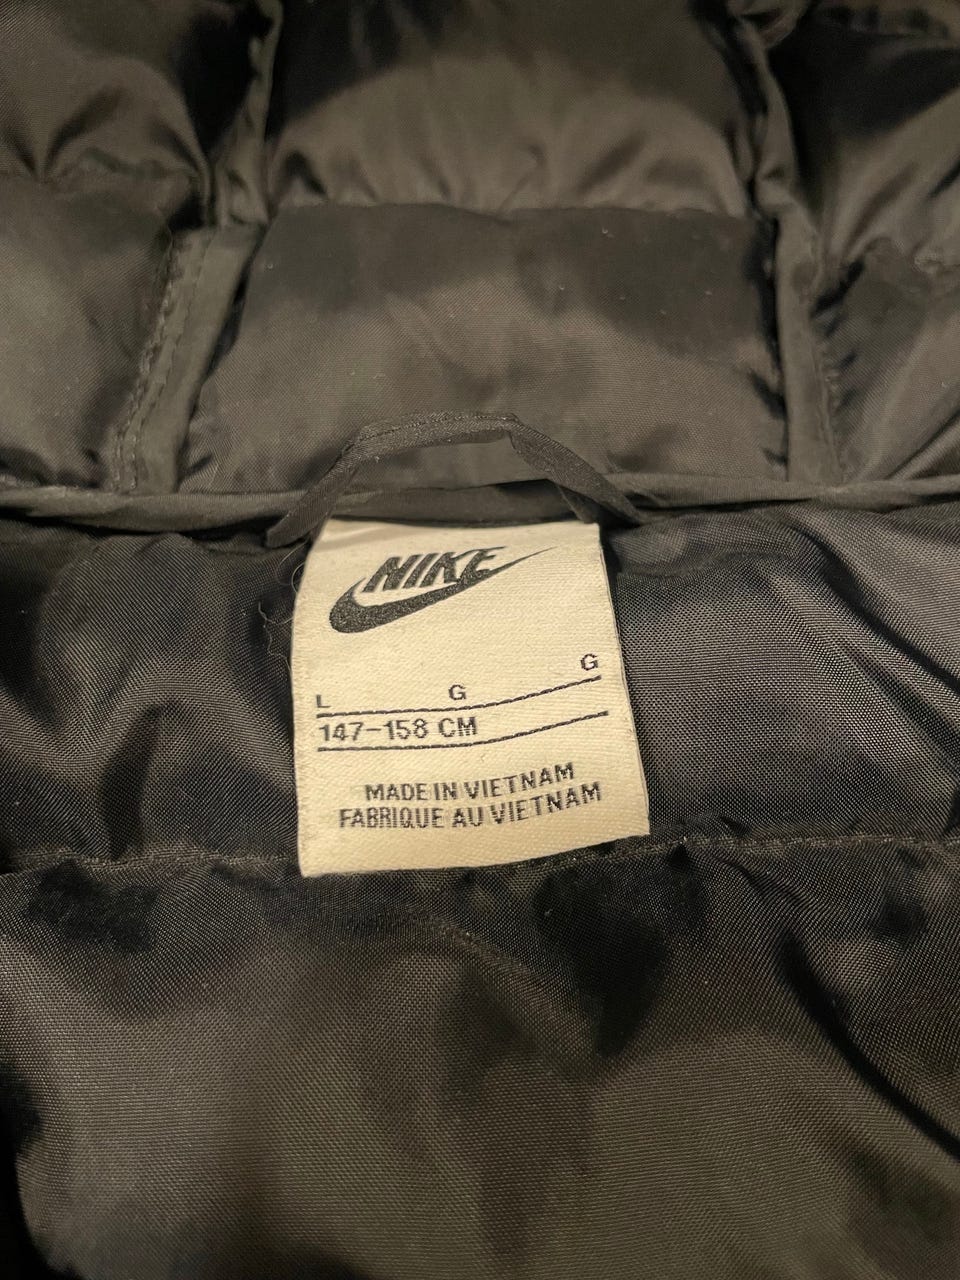 NIKE
L G G
147-158 CM
MADE IN VIETNAM
FABRIQUE AU VIETNAM